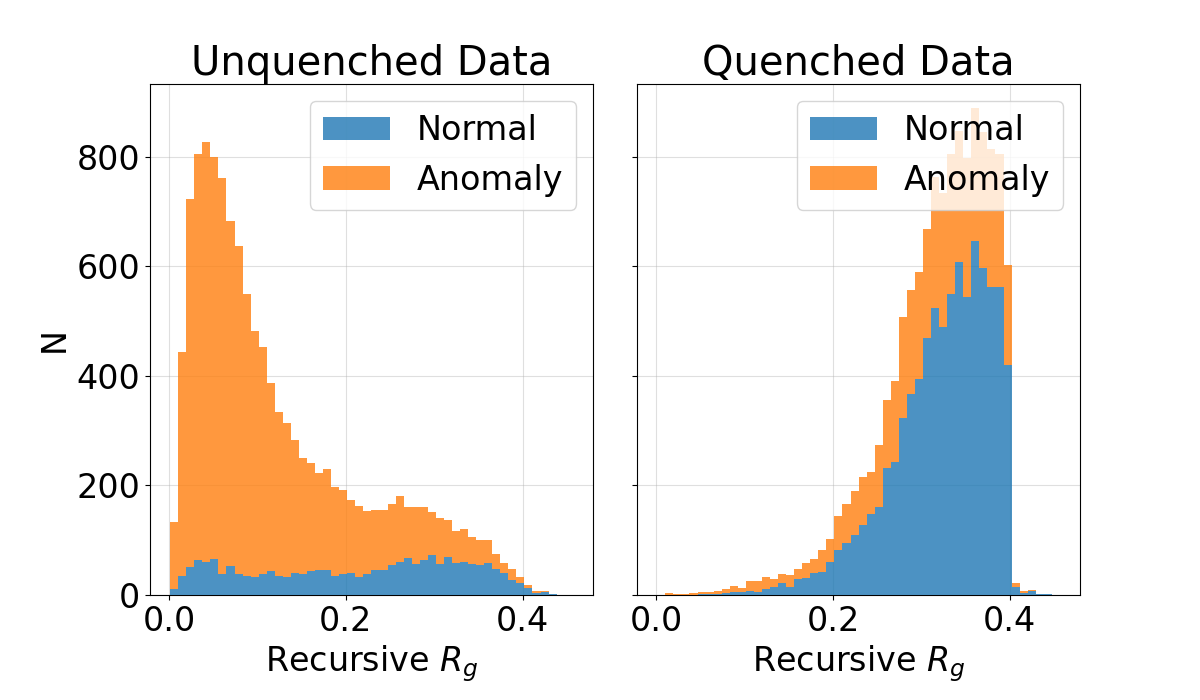 Unquenched Data
Quenched Data
Normal
Anomaly
Normal
Anomaly
800
600
400
200
0
N
0.0 0.2 0.4
0.0 0.2 0.4
Recursive R_g
Recursive R_g